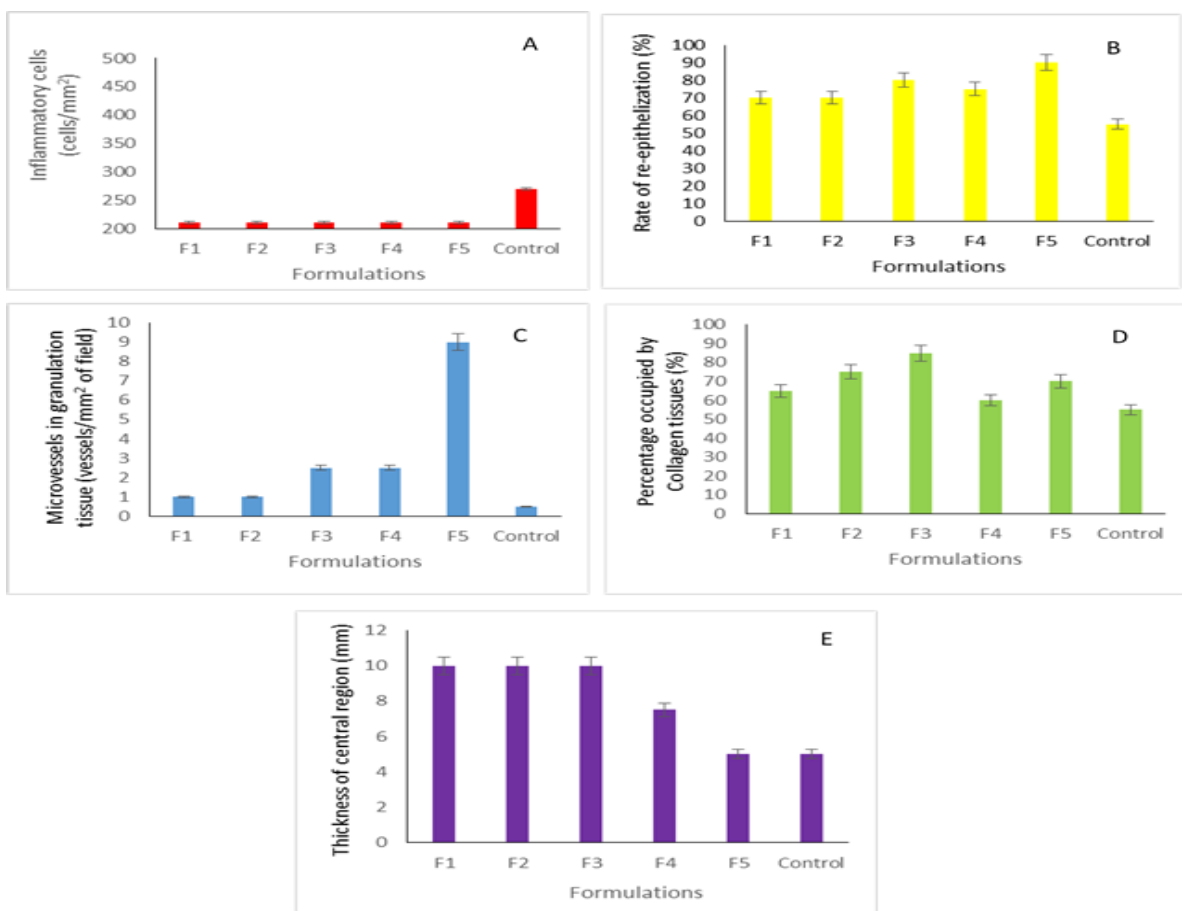 A
Inflammatory cells
(cells/mm²)
500
450
400
350
300
250
200
F1 F2 F3 F4 F5 Control
Formulations
B
Rate of re-epithelization (%)
100
90
80
70
60
50
40
30
20
10
0
F1 F2 F3 F4 F5 Control
Formulations
C
Microvessels in granulation
tissue (vessels/mm² of field)
10
9
8
7
6
5
4
3
2
1
0
F1 F2 F3 F4 F5 Control
Formulations
D
Percentage occupied by
Collagen tissues (%)
100
90
80
70
60
50
40
30
20
10
0
F1 F2 F3 F4 F5 Control
Formulations
E
Thickness of central region (mm)
12
10
8
6
4
2
0
F1 F2 F3 F4 F5 Control
Formulations